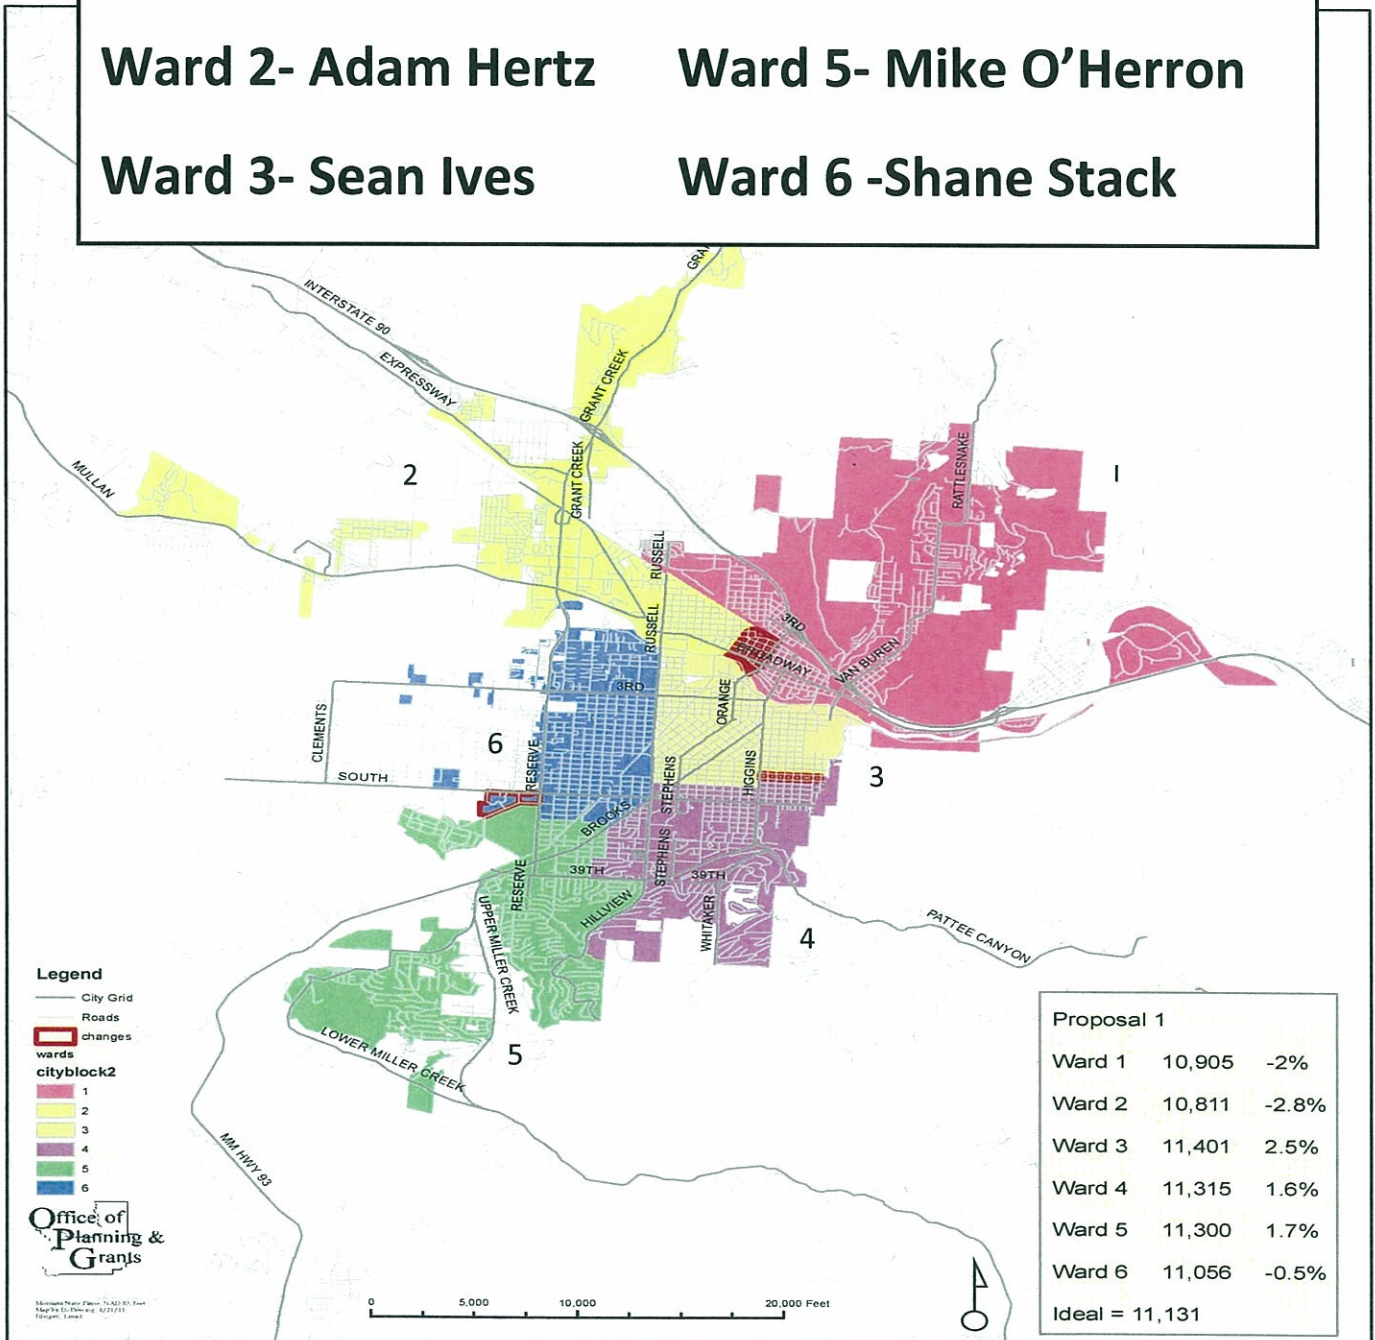 Ward 2- Adam Hertz
Ward 5- Mike O'Herron
Ward 3- Sean Ives
Ward 6 -Shane Stack
GRA
INTERSTATE 90
EXPRESSWAY
GRANT CREEK
GRANT CREEK
MULLAN
2
RATTLESNAKE
1
RUSSELL
RUSSELL
3RD
BROADWAY
VAN BUREN
3RD
ORANGE
CLEMENTS
6
RESERVE
SOUTH
STEPHENS
HIGGINS
3
BROOKS
STEPHENS
RESERVE
39TH
39TH
HILLVIEW
WHITAKER
4
PATTEE CANYON
UPPER MILLER CREEK
LOWER MILLER CREEK
5
MM HWY 93
Legend
City Grid
Roads
changes
wards
cityblock2
1
2
3
4
5
6
Office of
Planning &
Grants
0 5,000 10,000 20,000 Feet
Proposal 1
Ward 1 10,905 -2%
Ward 2 10,811 -2.8%
Ward 3 11,401 2.5%
Ward 4 11,315 1.6%
Ward 5 11,300 1.7%
Ward 6 11,056 -0.5%
Ideal = 11,131